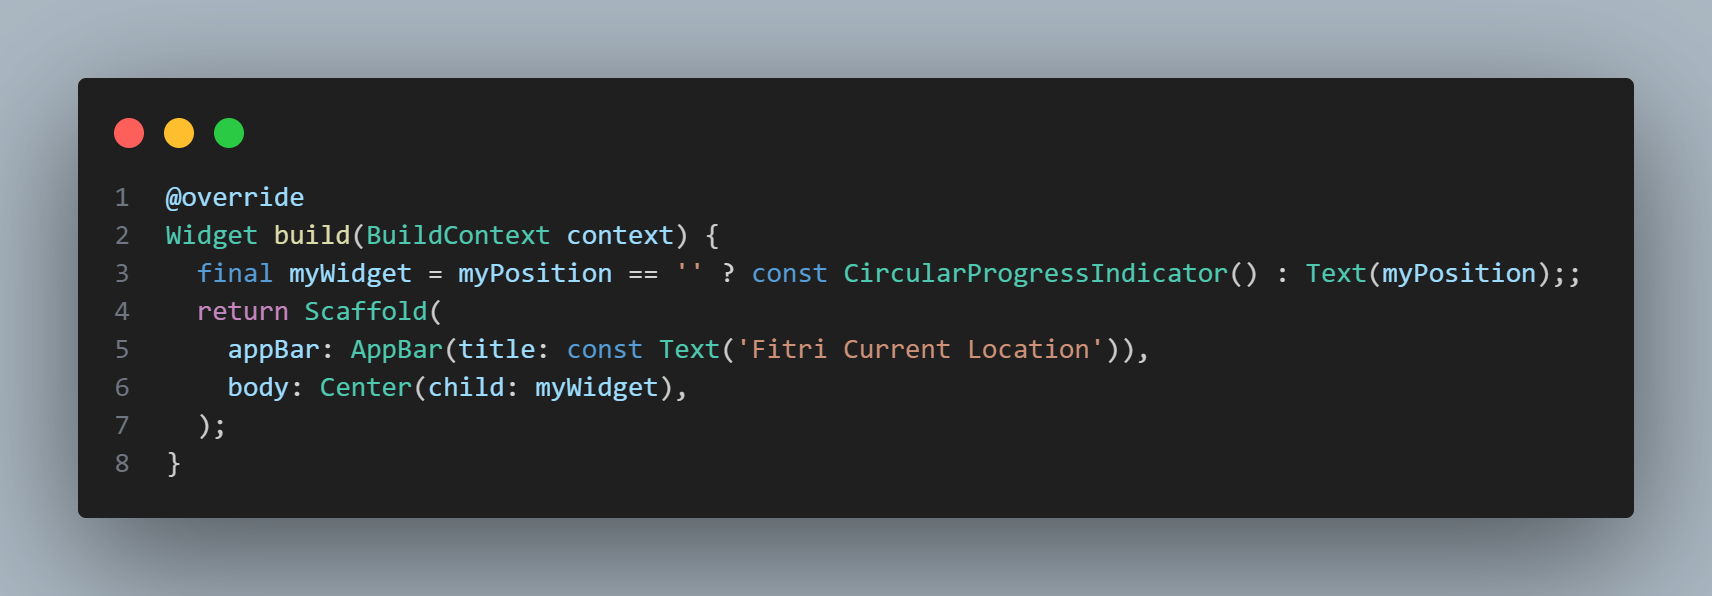 1 @override
2 Widget build(BuildContext context) {
3   final myWidget = myPosition == '' ? const CircularProgressIndicator() : Text(myPosition);;
4   return Scaffold(
5     appBar: AppBar(title: const Text('Fitri Current Location')),
6     body: Center(child: myWidget),
7   );
8 }